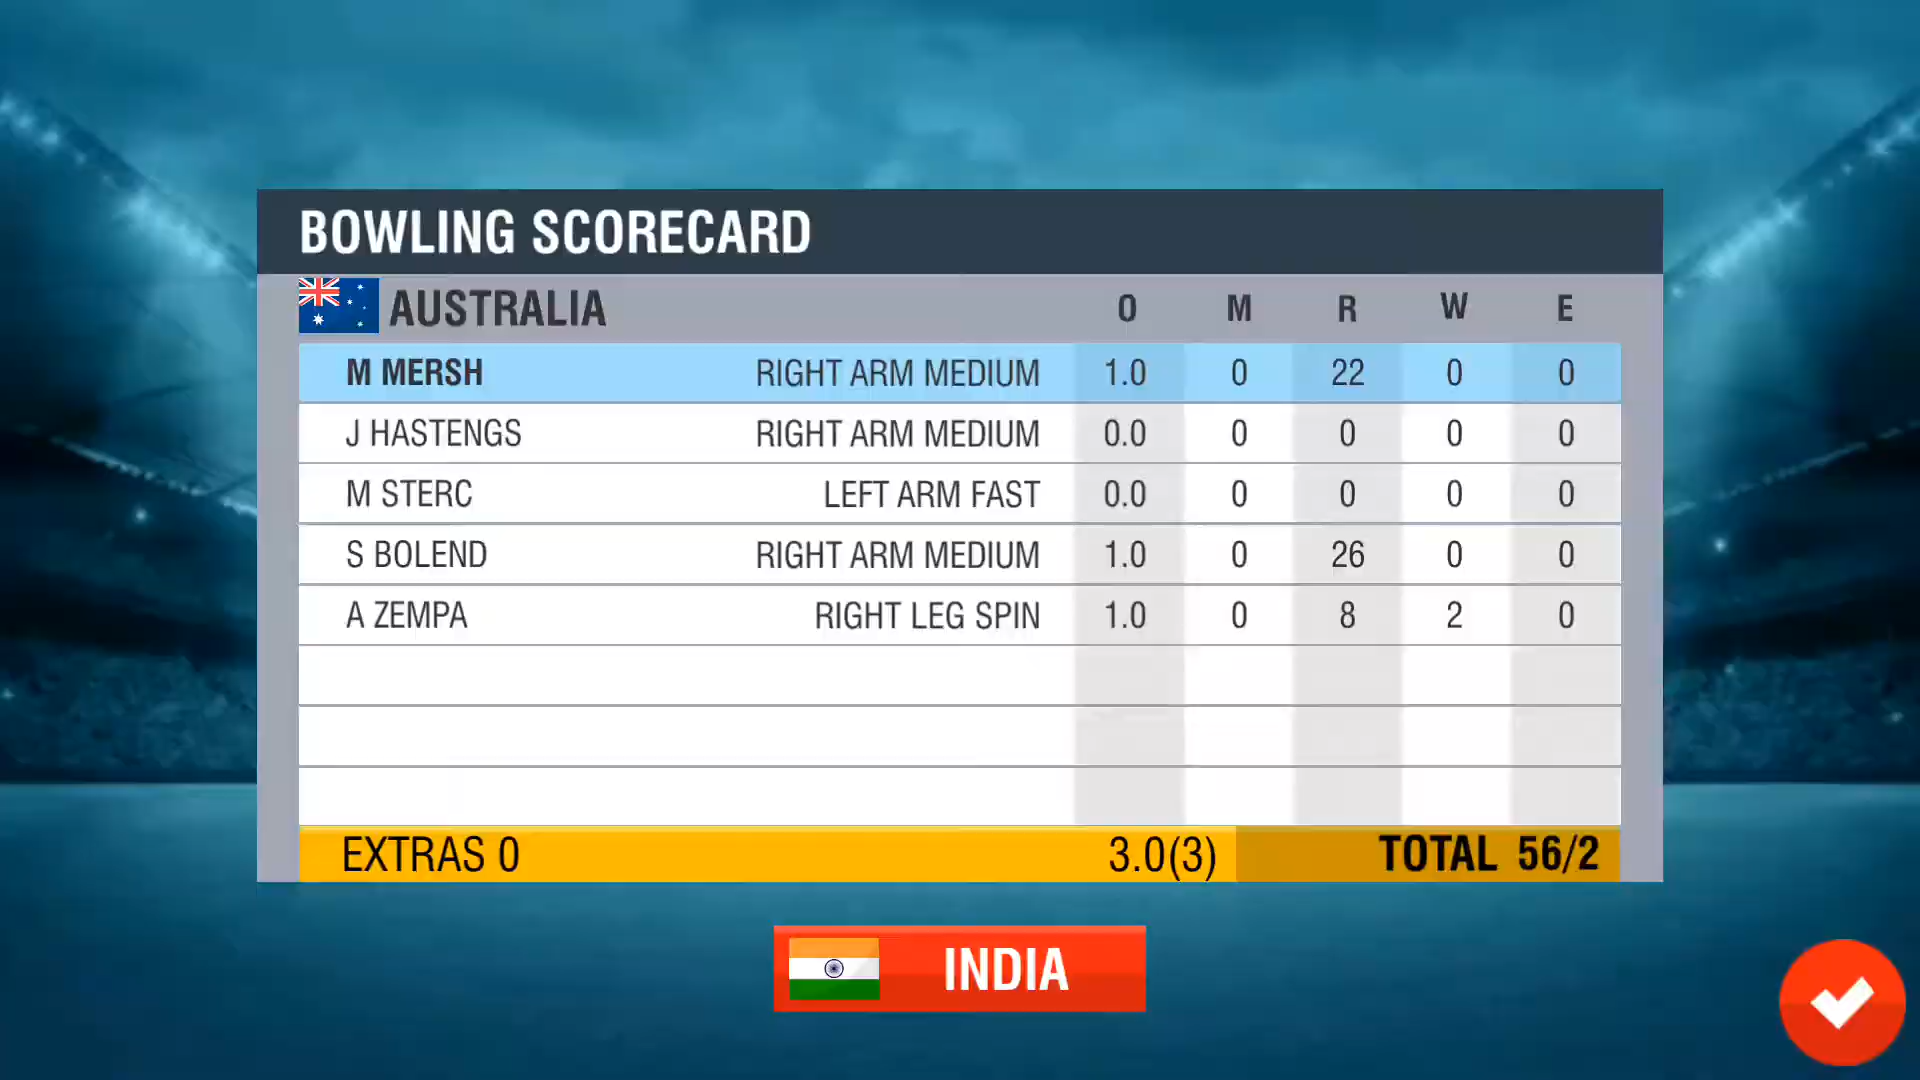 BOWLING SCORECARD
AUSTRALIA O M R W E
M MERSH RIGHT ARM MEDIUM 1.0 0 22 0 0
J HASTENGS RIGHT ARM MEDIUM 0.0 0 0 0 0
M STERC LEFT ARM FAST 0.0 0 0 0 0
S BOLEND RIGHT ARM MEDIUM 1.0 0 26 0 0
A ZEMPA RIGHT LEG SPIN 1.0 0 8 2 0
EXTRAS 0 3.0(3) TOTAL 56/2
INDIA